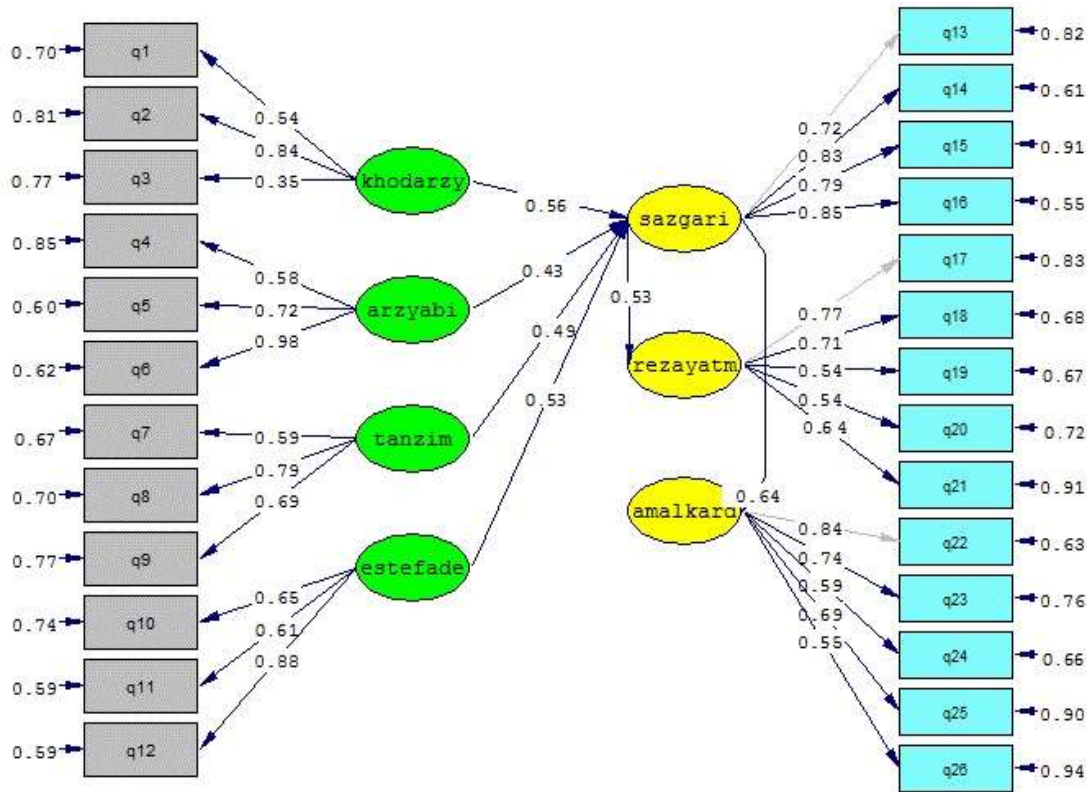 0.70 q1
0.81 q2
0.77 q3
0.85 q4
0.60 q5
0.62 q6
0.67 q7
0.70 q8
0.77 q9
0.74 q10
0.59 q11
0.59 q12
0.54
0.84
0.35
0.58
0.72
0.98
0.59
0.79
0.69
0.65
0.61
0.88
khodarzy
arzyabi
tanzim
estefade
0.56
0.43
0.49
0.53
sazgari
0.53
rezayatm
amalkard
0.64
0.72
0.83
0.79
0.85
0.77
0.71
0.54
0.54
0.64
0.84
0.74
0.59
0.69
0.55
q13 0.82
q14 0.61
q15 0.91
q16 0.55
q17 0.83
q18 0.68
q19 0.67
q20 0.72
q21 0.91
q22 0.63
q23 0.76
q24 0.66
q25 0.90
q26 0.94